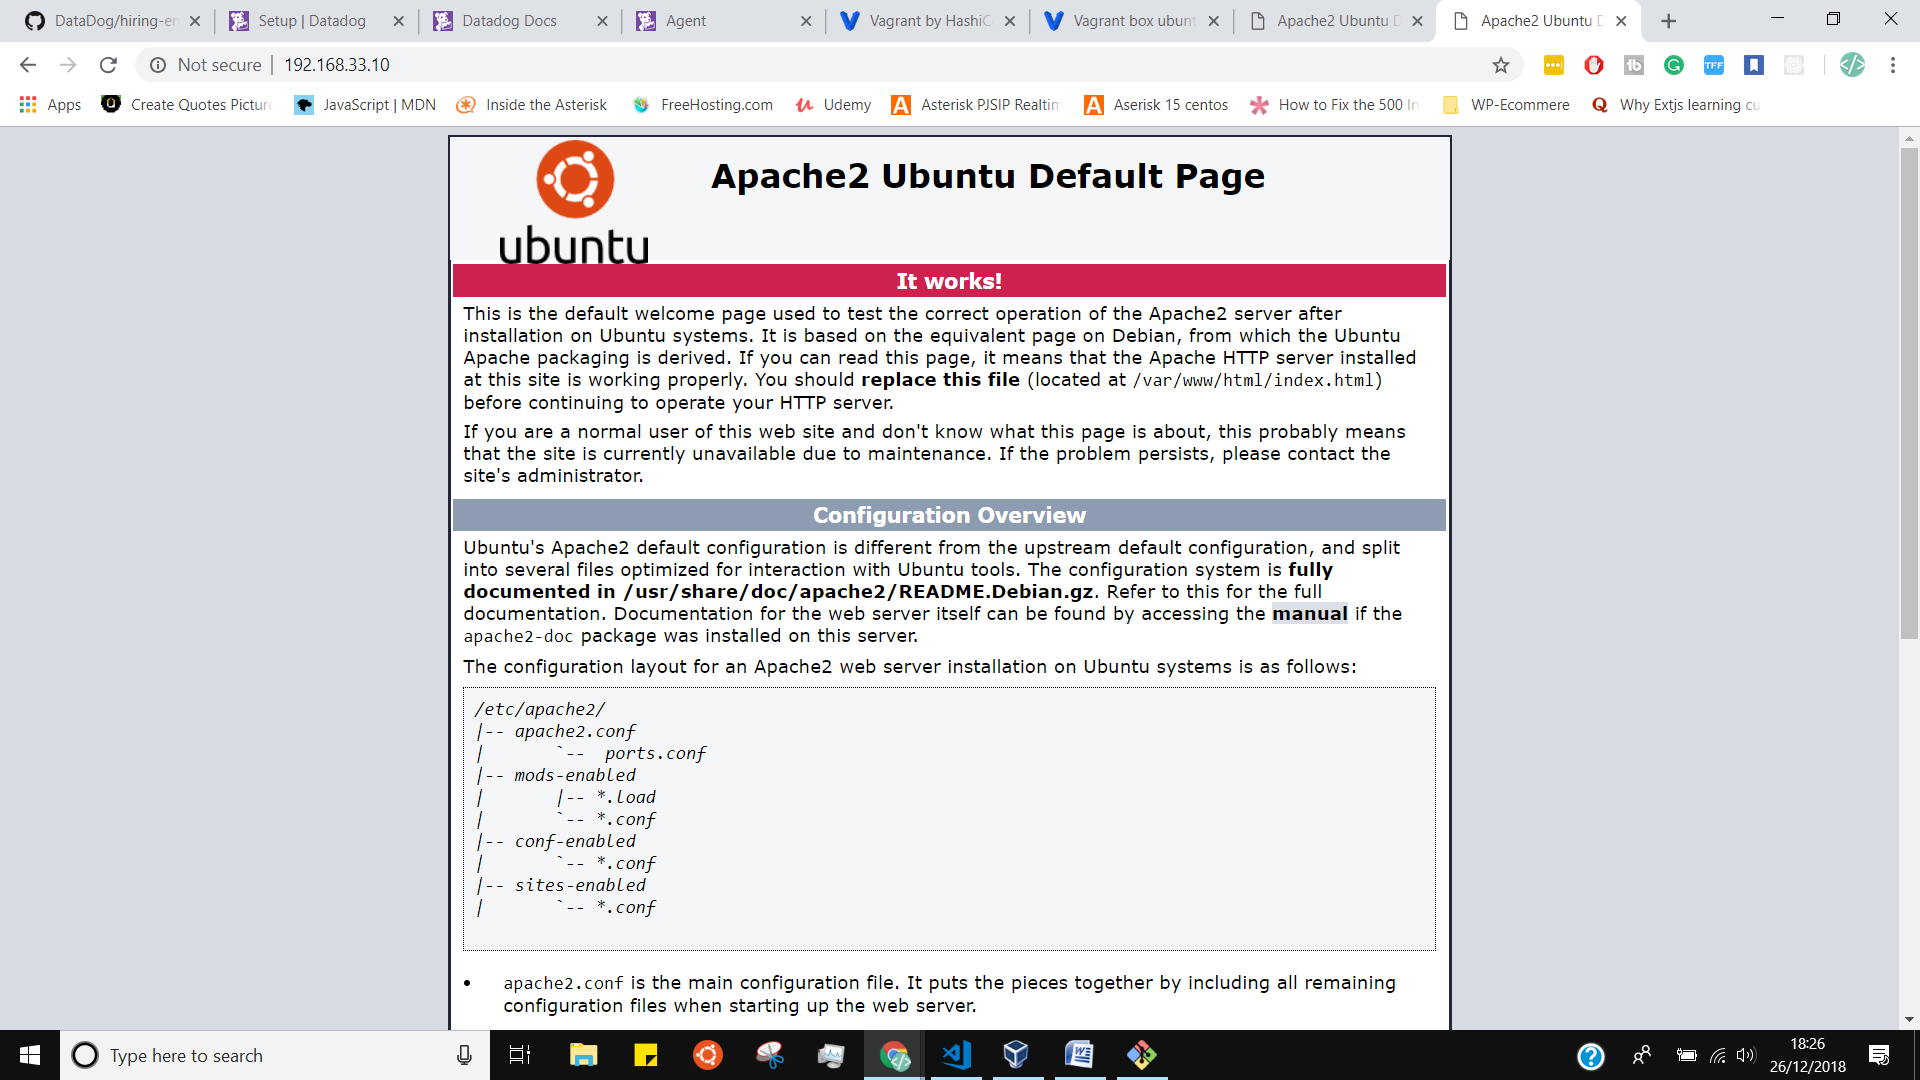 DataDog/hiring-en
Setup | Datadog
Datadog Docs
Agent
Vagrant by HashiC
Vagrant box ubunt
Apache2 Ubuntu D
Apache2 Ubuntu D
Not secure
192.168.33.10
Apps
Create Quotes Picture
JavaScript | MDN
Inside the Asterisk
FreeHosting.com
Udemy
Asterisk PJSIP Realtim
Aserisk 15 centos
How to Fix the 500 In
WP-Ecommere
Why Extjs learning cu
ubuntu
Apache2 Ubuntu Default Page
It works!
This is the default welcome page used to test the correct operation of the Apache2 server after
installation on Ubuntu systems. It is based on the equivalent page on Debian, from which the Ubuntu
Apache packaging is derived. If you can read this page, it means that the Apache HTTP server installed
at this site is working properly. You should replace this file (located at /var/www/html/index.html)
before continuing to operate your HTTP server.
If you are a normal user of this web site and don't know what this page is about, this probably means
that the site is currently unavailable due to maintenance. If the problem persists, please contact the
site's administrator.
Configuration Overview
Ubuntu's Apache2 default configuration is different from the upstream default configuration, and split
into several files optimized for interaction with Ubuntu tools. The configuration system is fully
documented in /usr/share/doc/apache2/README.Debian.gz. Refer to this for the full
documentation. Documentation for the web server itself can be found by accessing the manual if the
apache2-doc package was installed on this server.
The configuration layout for an Apache2 web server installation on Ubuntu systems is as follows:
/etc/apache2/
|-- apache2.conf
|       `--  ports.conf
|-- mods-enabled
|       |-- *.load
|       `-- *.conf
|-- conf-enabled
|       `-- *.conf
|-- sites-enabled
|       `-- *.conf
• apache2.conf is the main configuration file. It puts the pieces together by including all remaining
configuration files when starting up the web server.
Type here to search
18:26
26/12/2018